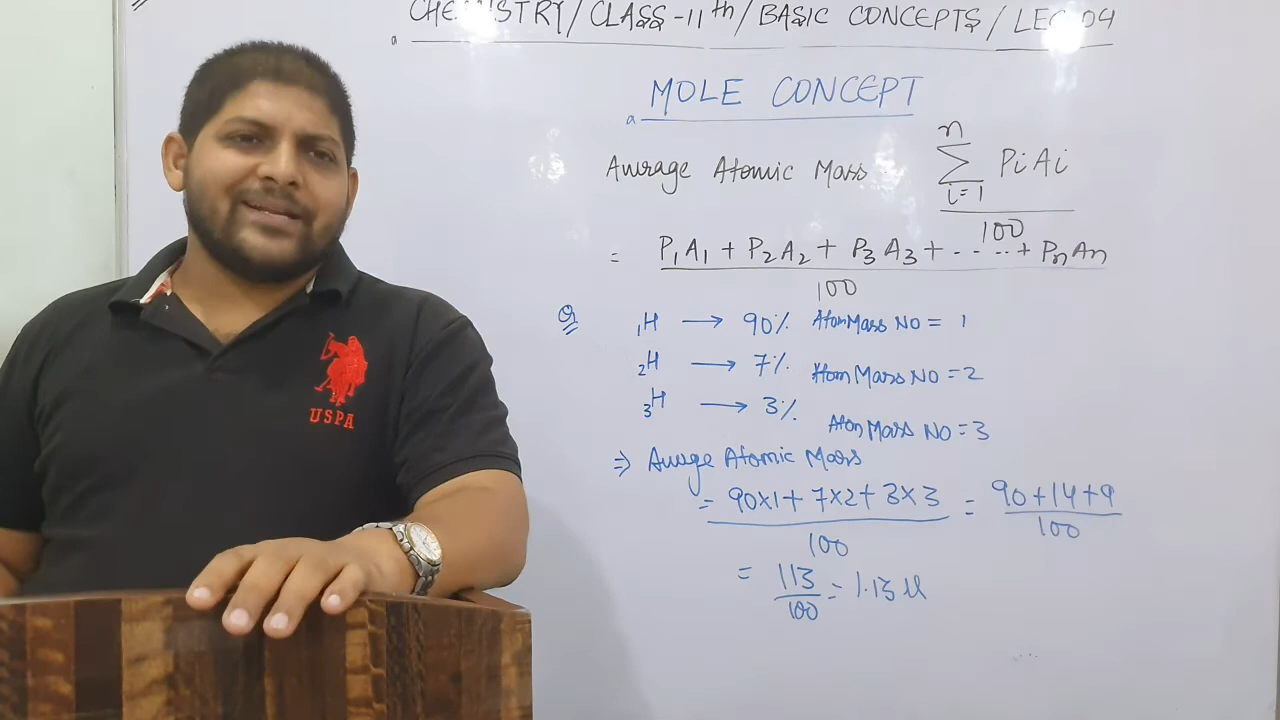 CHEMISTRY/CLASS-11th/BASIC CONCEPTS/LEC 04
MOLE CONCEPT
Average Atomic Mass n∑i=1 PiAi / 100
= P1A1 + P2A2 + P3A3 + ..... + PnAn / 100
Q 1H → 90% Atom Mass NO = 1
2H → 7% Atom Mass NO = 2
3H → 3% Atom Mass NO = 3
⇒ Average Atomic Mass
= 90×1 + 7×2 + 3×3 / 100 = 90+14+9 / 100
= 113/100 = 1.13 u
USPA